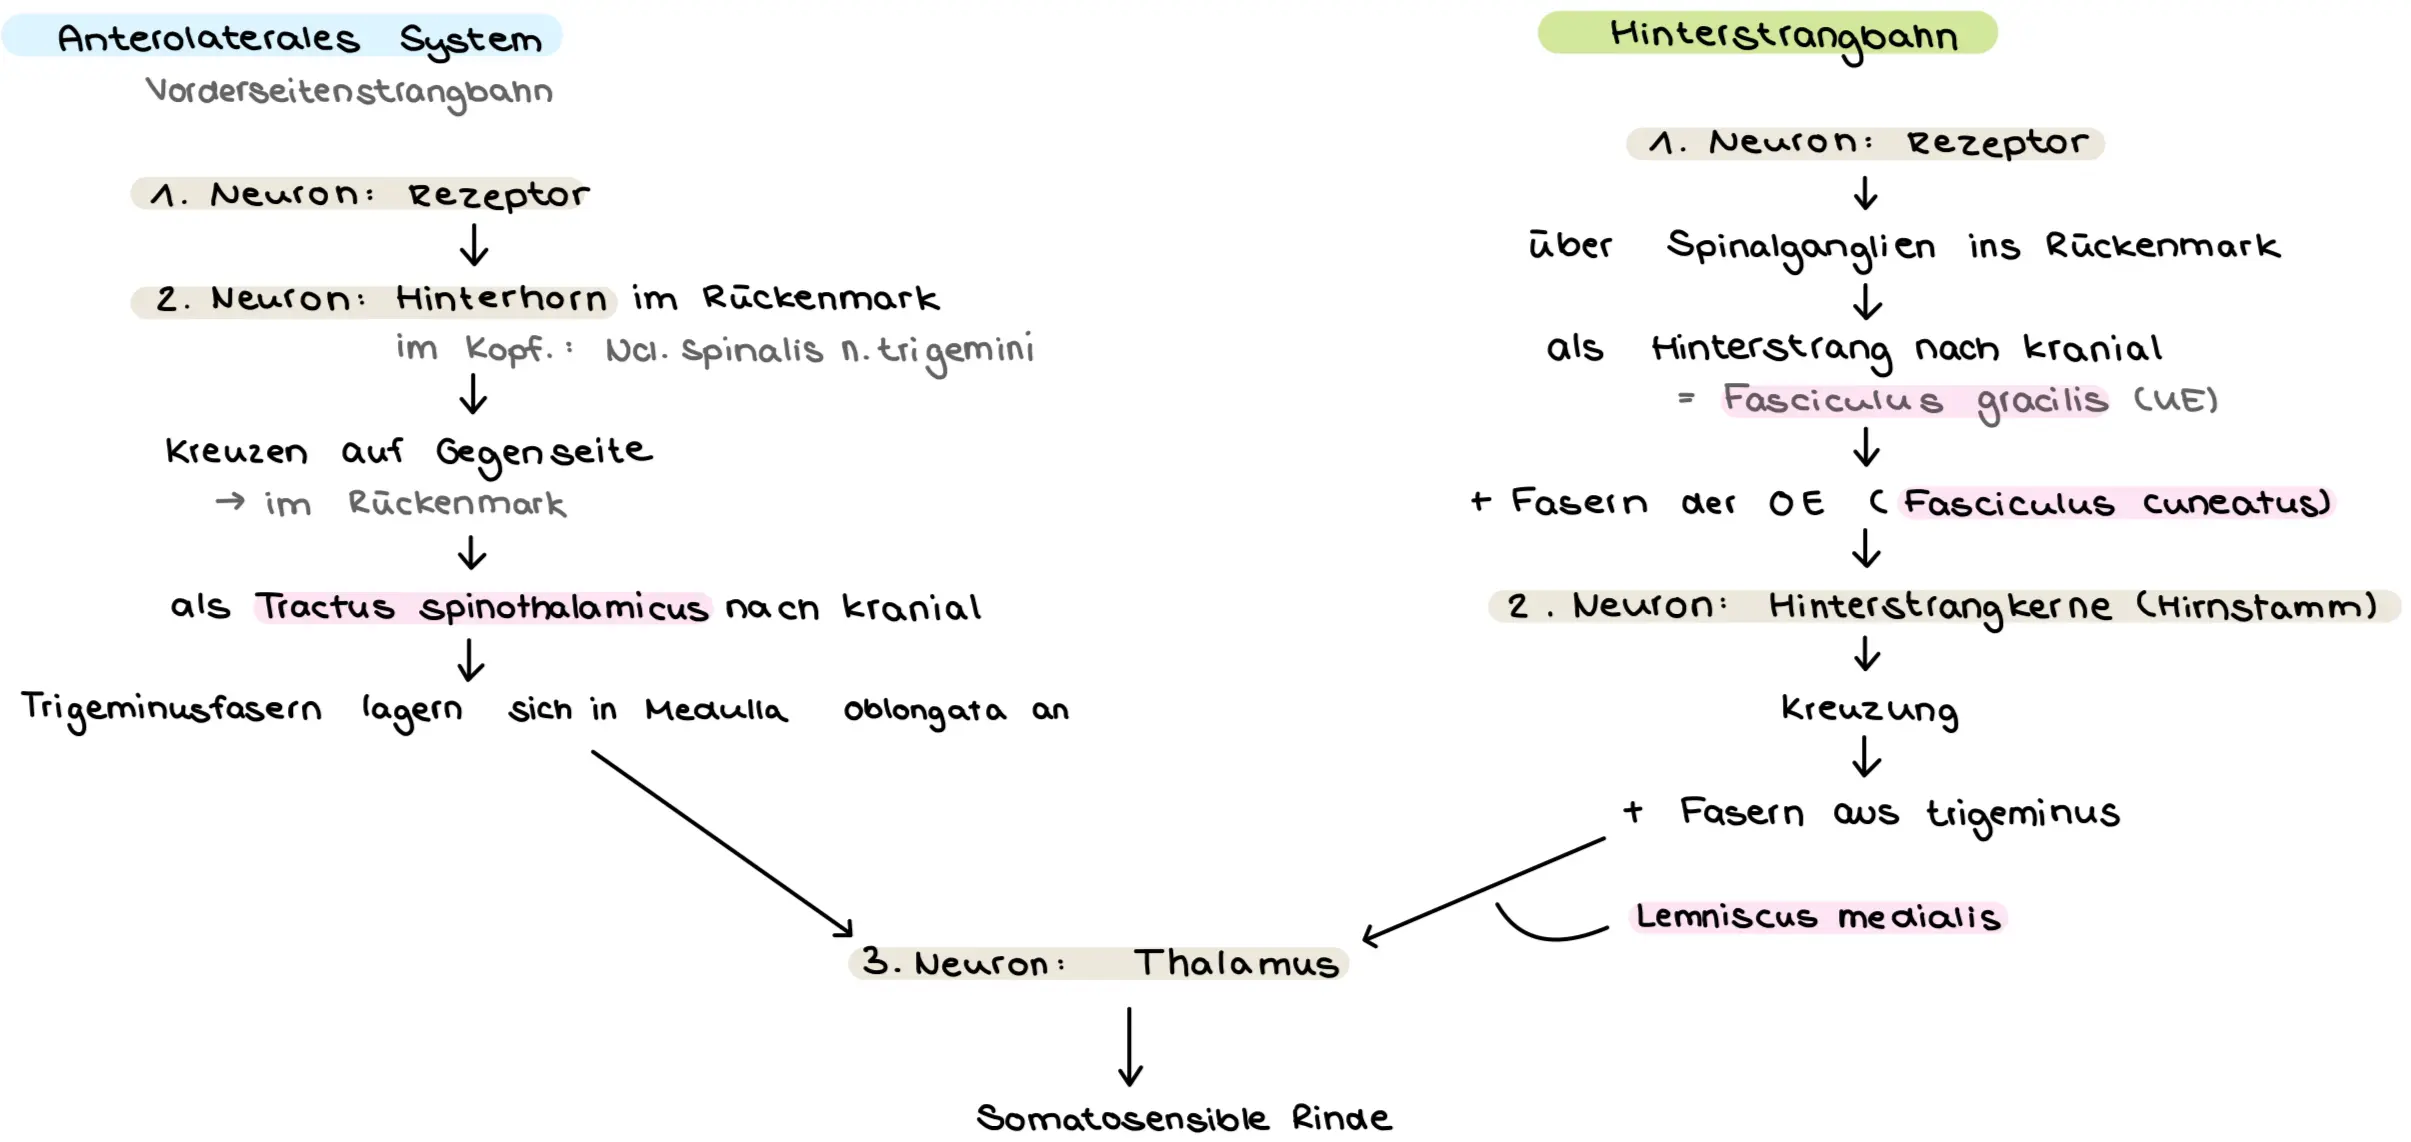 Anterolaterales System
Vorderseitenstrangbahn
1. Neuron: Rezeptor
↓
2. Neuron: Hinterhorn im Rückenmark
im Kopf.: Ncl. spinalis n. trigemini
↓
Kreuzen auf Gegenseite
→ im Rückenmark
↓
als Tractus spinothalamicus nach kranial
↓
Trigeminusfasern lagern sich in Medulla oblongata an
Hinterstrangbahn
1. Neuron: Rezeptor
↓
über Spinalganglien ins Rückenmark
↓
als Hinterstrang nach kranial
= Fasciculus gracilis (UE)
↓
+ Fasern der OE (Fasciculus cuneatus)
↓
2. Neuron: Hinterstrangkerne (Hirnstamm)
↓
Kreuzung
↓
+ Fasern aus trigeminus
Lemniscus medialis
3. Neuron: Thalamus
↓
Somatosensible Rinde